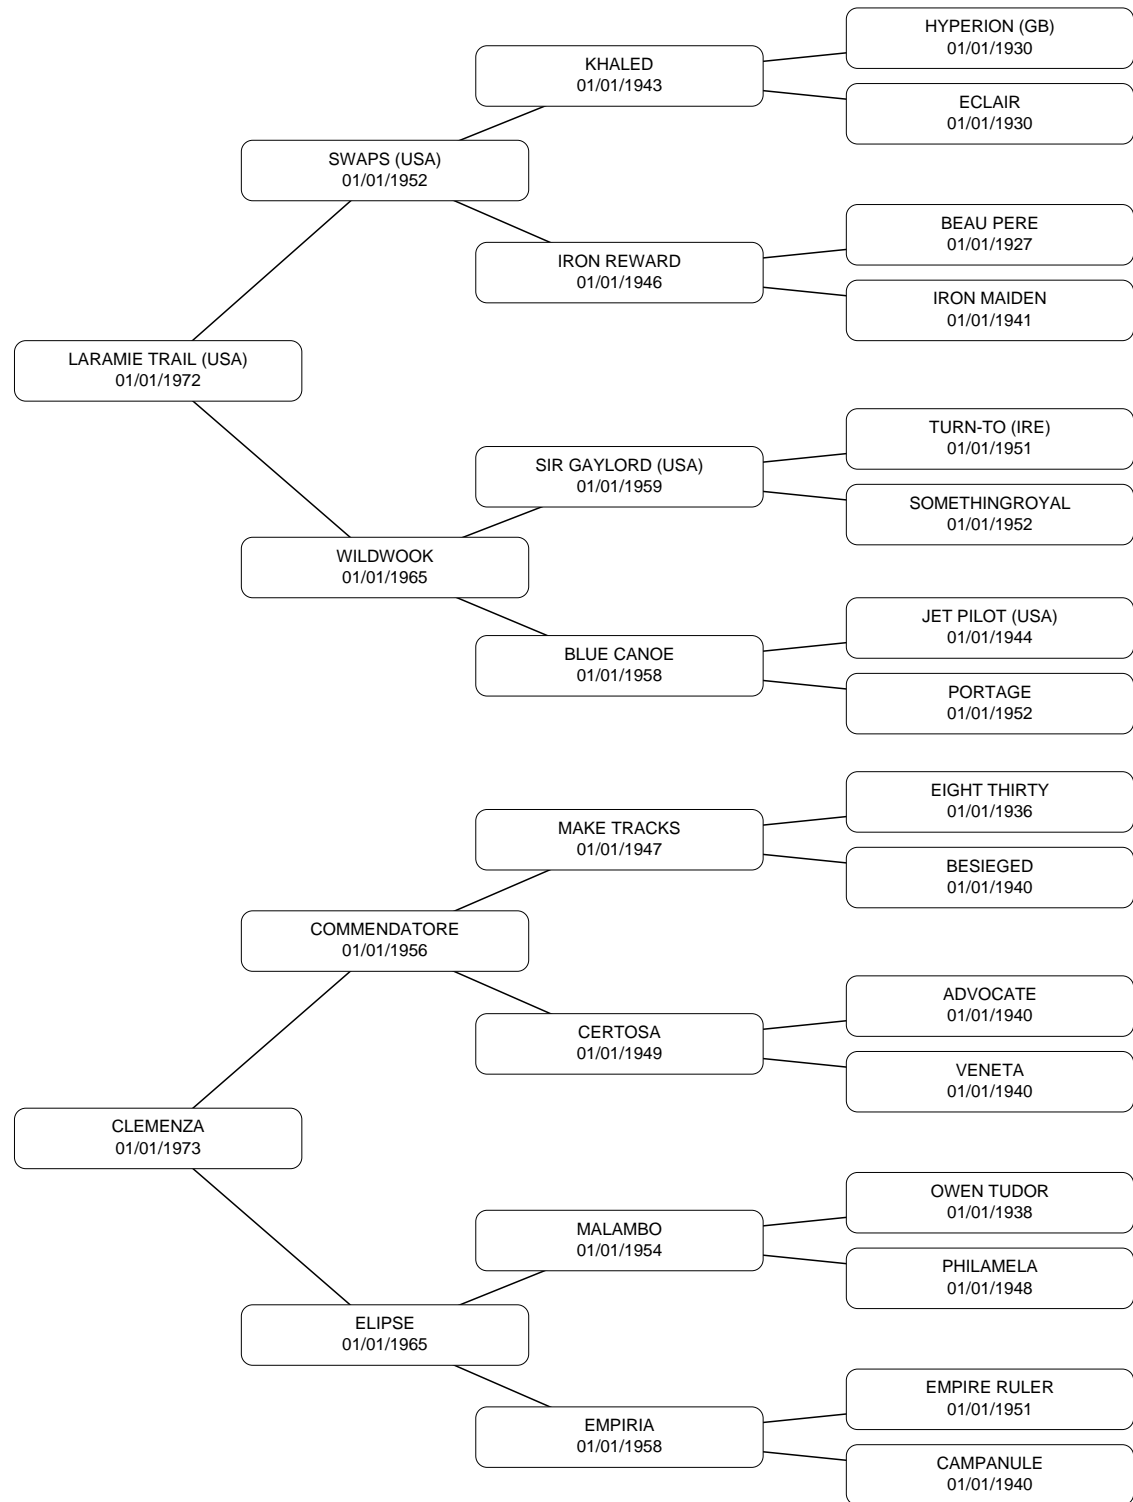 HYPERION (GB)
01/01/1930
KHALED
01/01/1943
ECLAIR
01/01/1930
SWAPS (USA)
01/01/1952
BEAU PERE
01/01/1927
IRON REWARD
01/01/1946
IRON MAIDEN
01/01/1941
LARAMIE TRAIL (USA)
01/01/1972
TURN-TO (IRE)
01/01/1951
SIR GAYLORD (USA)
01/01/1959
SOMETHINGROYAL
01/01/1952
WILDWOOK
01/01/1965
JET PILOT (USA)
01/01/1944
BLUE CANOE
01/01/1958
PORTAGE
01/01/1952
EIGHT THIRTY
01/01/1936
MAKE TRACKS
01/01/1947
BESIEGED
01/01/1940
COMMENDATORE
01/01/1956
ADVOCATE
01/01/1940
CERTOSA
01/01/1949
VENETA
01/01/1940
CLEMENZA
01/01/1973
OWEN TUDOR
01/01/1938
MALAMBO
01/01/1954
PHILAMELA
01/01/1948
ELIPSE
01/01/1965
EMPIRE RULER
01/01/1951
EMPIRIA
01/01/1958
CAMPANULE
01/01/1940